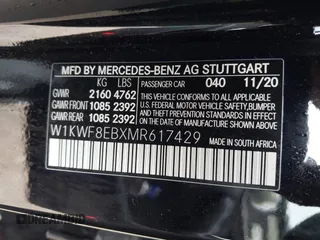 MFD BY MERCEDES-BENZ AG STUTTGART
KG LBS PASSENGER CAR 040 11/20
GVWR 2160 4762
GAWR FRONT 1085 2392
GAWR REAR 1085 2392
THIS VEHICLE CONFORMS TO ALL APPLICABLE
U.S. FEDERAL MOTOR VEHICLE SAFETY, BUMPER
AND THEFT PREVENTION STANDARDS IN EFFECT
ON THE DATE OF MANUFACTURE SHOWN ABOVE.
W1KWF8EBXMR617429
MADE IN SOUTH AFRICA